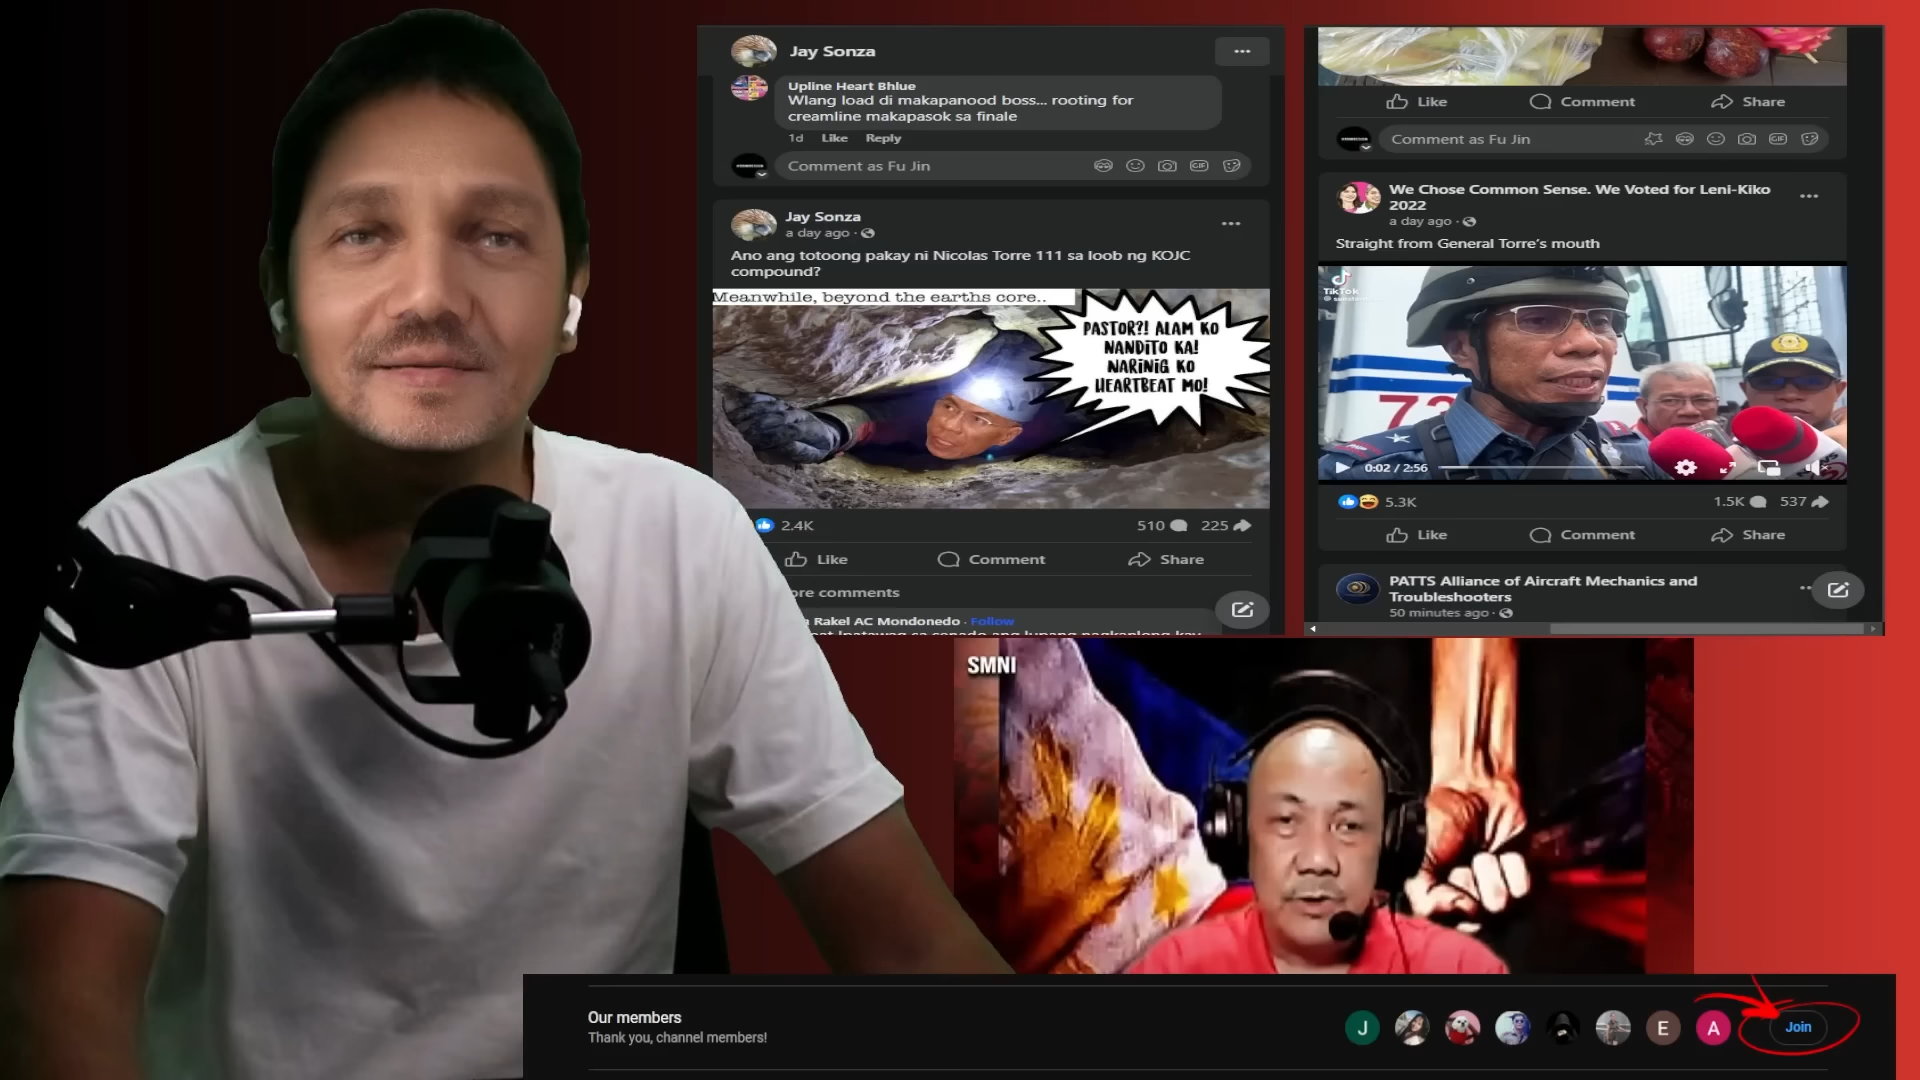 Jay Sonza
Upline Heart Bhlue
Wlang load di makapanood boss... rooting for
creamline makapasok sa finale
1d Like Reply
Comment as Fu Jin
GIF
Jay Sonza
a day ago ·
Ano ang totoong pakay ni Nicolas Torre 111 sa loob ng KOJC
compound?
Meanwhile, beyond the earths core..
PASTOR?! ALAM KO
NANDITO KA!
NARINIG KO
HEARTBEAT MO!
2.4K 510 225
Like Comment Share
ore comments
Rakel AC Mondonedo · Follow
Like Comment Share
Comment as Fu Jin
GIF
We Chose Common Sense. We Voted for Leni-Kiko
2022
a day ago ·
Straight from General Torre’s mouth
TikTok
73
0:02 / 2:56
5.3K 1.5K 537
Like Comment Share
PATTS Alliance of Aircraft Mechanics and
Troubleshooters
50 minutes ago ·
SMNI
Our members
Thank you, channel members!
J E A Join